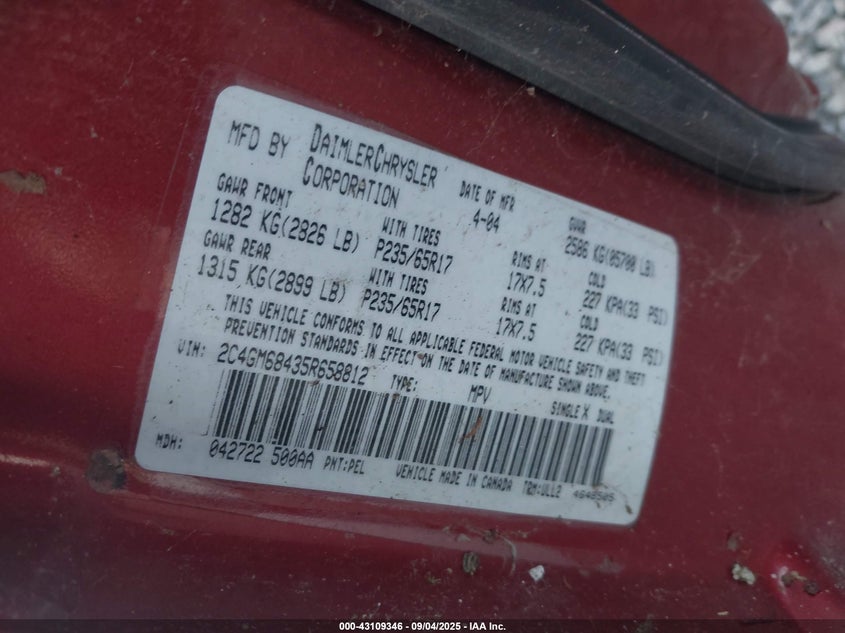 MFD BY DAIMLERCHRYSLER CORPORATION
DATE OF MFR 4-04
GVWR 2586 KG(05700 LB)
GAWR FRONT 1282 KG(2826 LB)
WITH TIRES P235/65R17
RIMS AT 17X7.5
COLD 227 KPA(33 PSI)
GAWR REAR 1315 KG(2899 LB)
WITH TIRES P235/65R17
RIMS AT 17X7.5
COLD 227 KPA(33 PSI)
THIS VEHICLE CONFORMS TO ALL APPLICABLE FEDERAL MOTOR VEHICLE SAFETY AND THEFT
PREVENTION STANDARDS IN EFFECT ON THE DATE OF MANUFACTURE SHOWN ABOVE.
VIN: 2C4GM68435R658812 TYPE: MPV SINGLE X DUAL
MDH: 042722 500AA PNT:PEL VEHICLE MADE IN CANADA TRM:ULL2 4648505
000-43109346 - 09/04/2025 - IAA Inc.